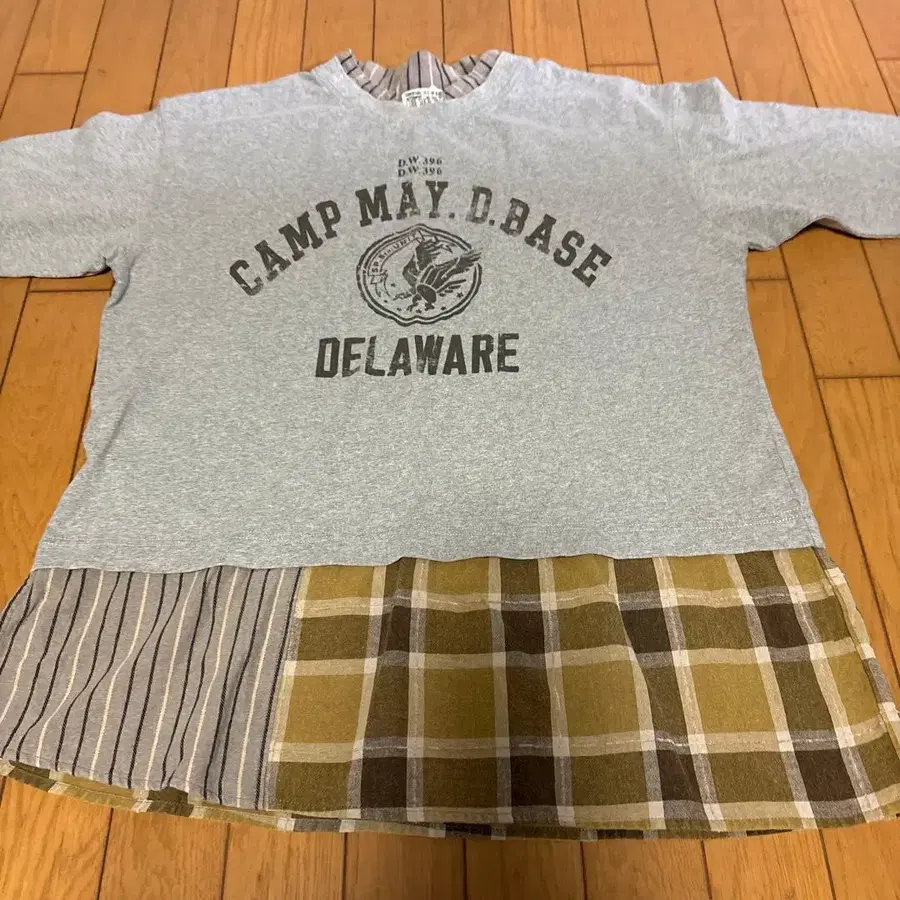 D.W.396
D.W.396
CAMP MAY. D. BASE
DELAWARE